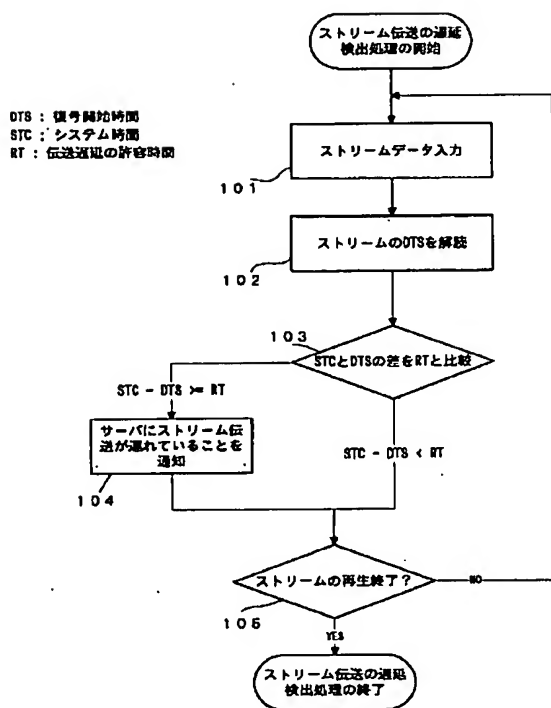 ストリーム伝送の遅延
検出処理の開始
DTS : 復号開始時間
STC : システム時間
RT : 伝送遅延の許容時間
ストリームデータ入力
101
ストリームのDTSを解読
102
103
STCとDTSの差をRTと比較
STC - DTS >= RT
サーバにストリーム伝
送が遅れていることを
通知
104
STC - DTS < RT
ストリームの再生終了?
NO
105
YES
ストリーム伝送の遅延
検出処理の終了